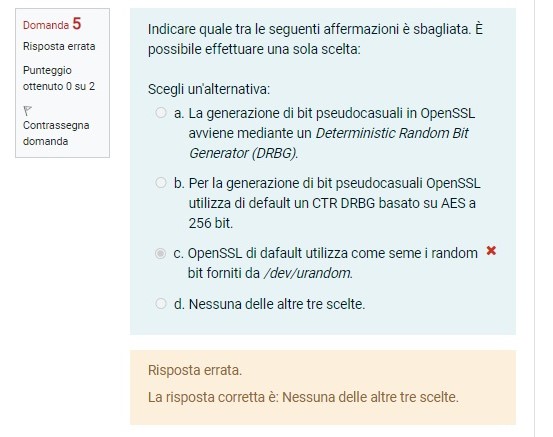 Domanda 5
Risposta errata
Punteggio
ottenuto 0 su 2
Contrassegna
domanda
Indicare quale tra le seguenti affermazioni è sbagliata. È
possibile effettuare una sola scelta:
Scegli un'alternativa:
a. La generazione di bit pseudocasuali in OpenSSL
avviene mediante un Deterministic Random Bit
Generator (DRBG).
b. Per la generazione di bit pseudocasuali OpenSSL
utilizza di default un CTR DRBG basato su AES a
256 bit.
c. OpenSSL di dafault utilizza come seme i random
bit forniti da /dev/urandom.
d. Nessuna delle altre tre scelte.
Risposta errata.
La risposta corretta è: Nessuna delle altre tre scelte.